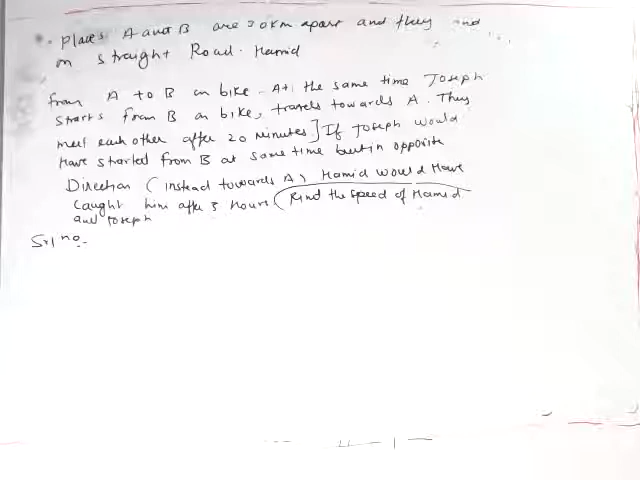 Places A and B are 30km apart and they
on straight Road. Hamid
from A to B on bike. At the same time Joseph
starts from B on bike, travels towards A. They
meet each other after 20 minutes] If Joseph would
Have started from B at same time but in opposite
Direction (instead towards A) Hamid would Have
caught him after 3 hours (Find the speed of Hamid
and Joseph
Sol no.